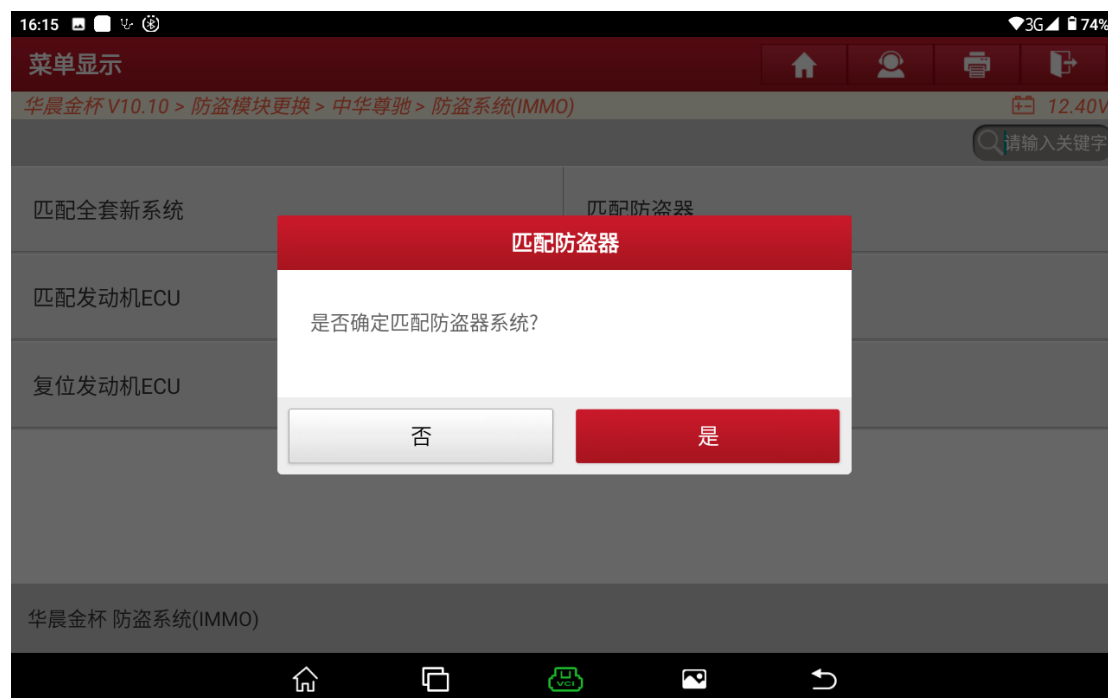 16:15
3G 74%
菜单显示
华晨金杯 V10.10 > 防盗模块更换 > 中华尊驰 > 防盗系统(IMMO)
12.40V
请输入关键字
匹配全套新系统
匹配防盗器
匹配防盗器
匹配发动机ECU
是否确定匹配防盗器系统?
复位发动机ECU
否
是
华晨金杯 防盗系统(IMMO)
VCI